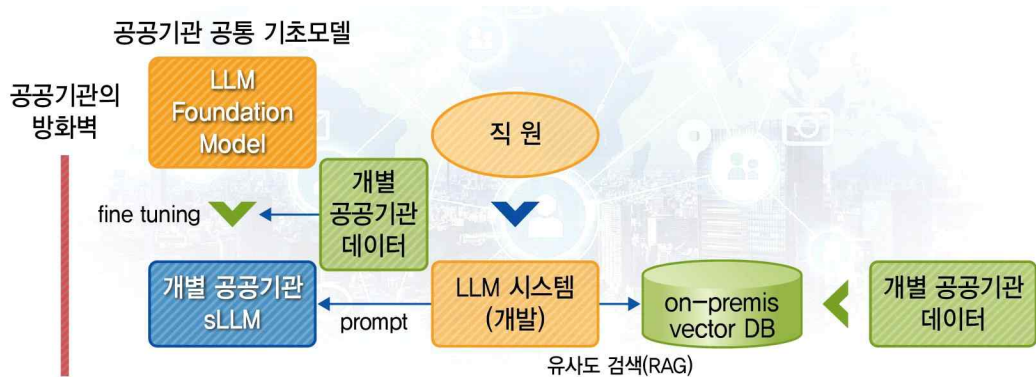 공공기관 공통 기초모델
공공기관의
방화벽
LLM
Foundation
Model
직 원
fine tuning
개별
공공기관
데이터
개별 공공기관
sLLM
prompt
LLM 시스템
(개발)
on-premis
vector DB
개별 공공기관
데이터
유사도 검색(RAG)